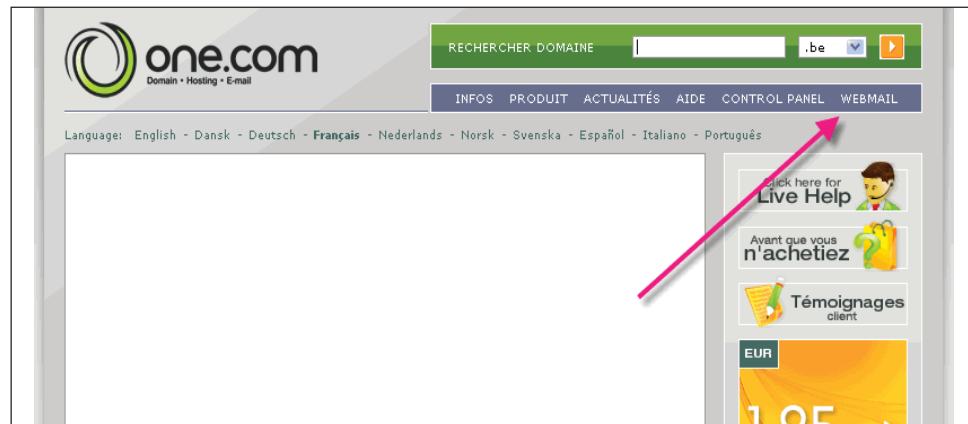 one.com
Domain • Hosting • E-mail
RECHERCHER DOMAINE .be
INFOS PRODUIT ACTUALITÉS AIDE CONTROL PANEL WEBMAIL
Language: English - Dansk - Deutsch - Français - Nederlands - Norsk - Svenska - Español - Italiano - Português
Click here for
Live Help
Avant que vous
n'achetiez
Témoignages
client
EUR
1,95